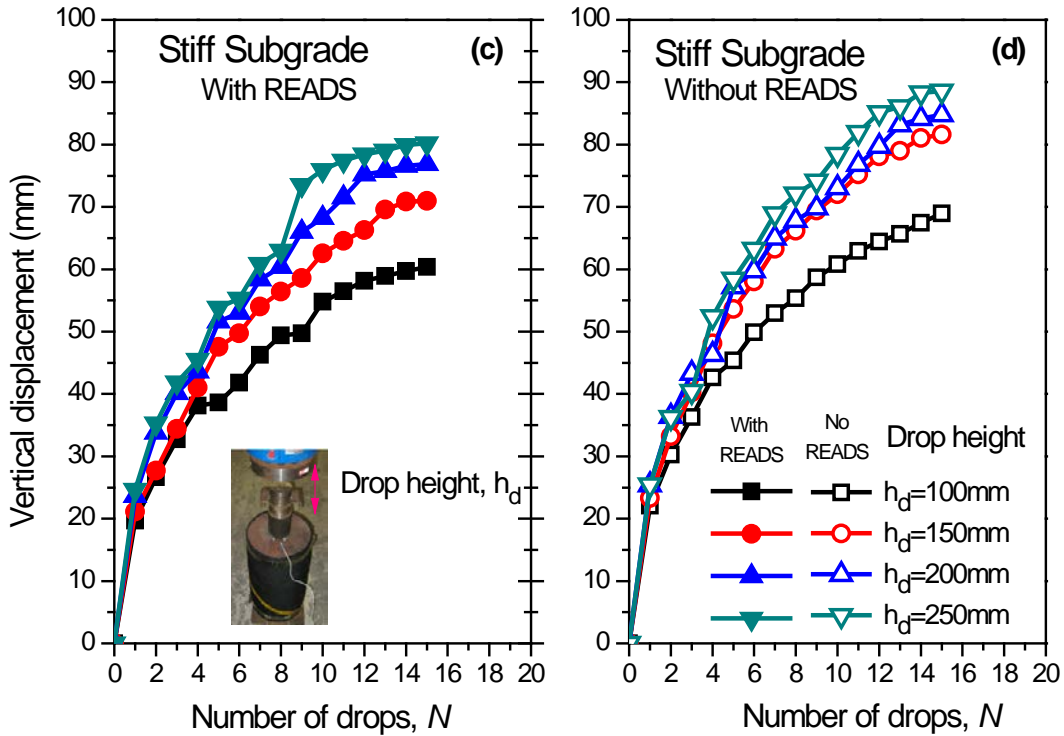 Stiff Subgrade
With READS
(c)
100
90
80
70
60
50
40
30
20
10
0
Vertical displacement (mm)
Drop height, h_d
0 2 4 6 8 10 12 14 16 18 20
Number of drops, N
Stiff Subgrade
Without READS
(d)
100
90
80
70
60
50
40
30
20
10
0
With READS
No READS
Drop height
h_d=100mm
h_d=150mm
h_d=200mm
h_d=250mm
0 2 4 6 8 10 12 14 16 18 20
Number of drops, N